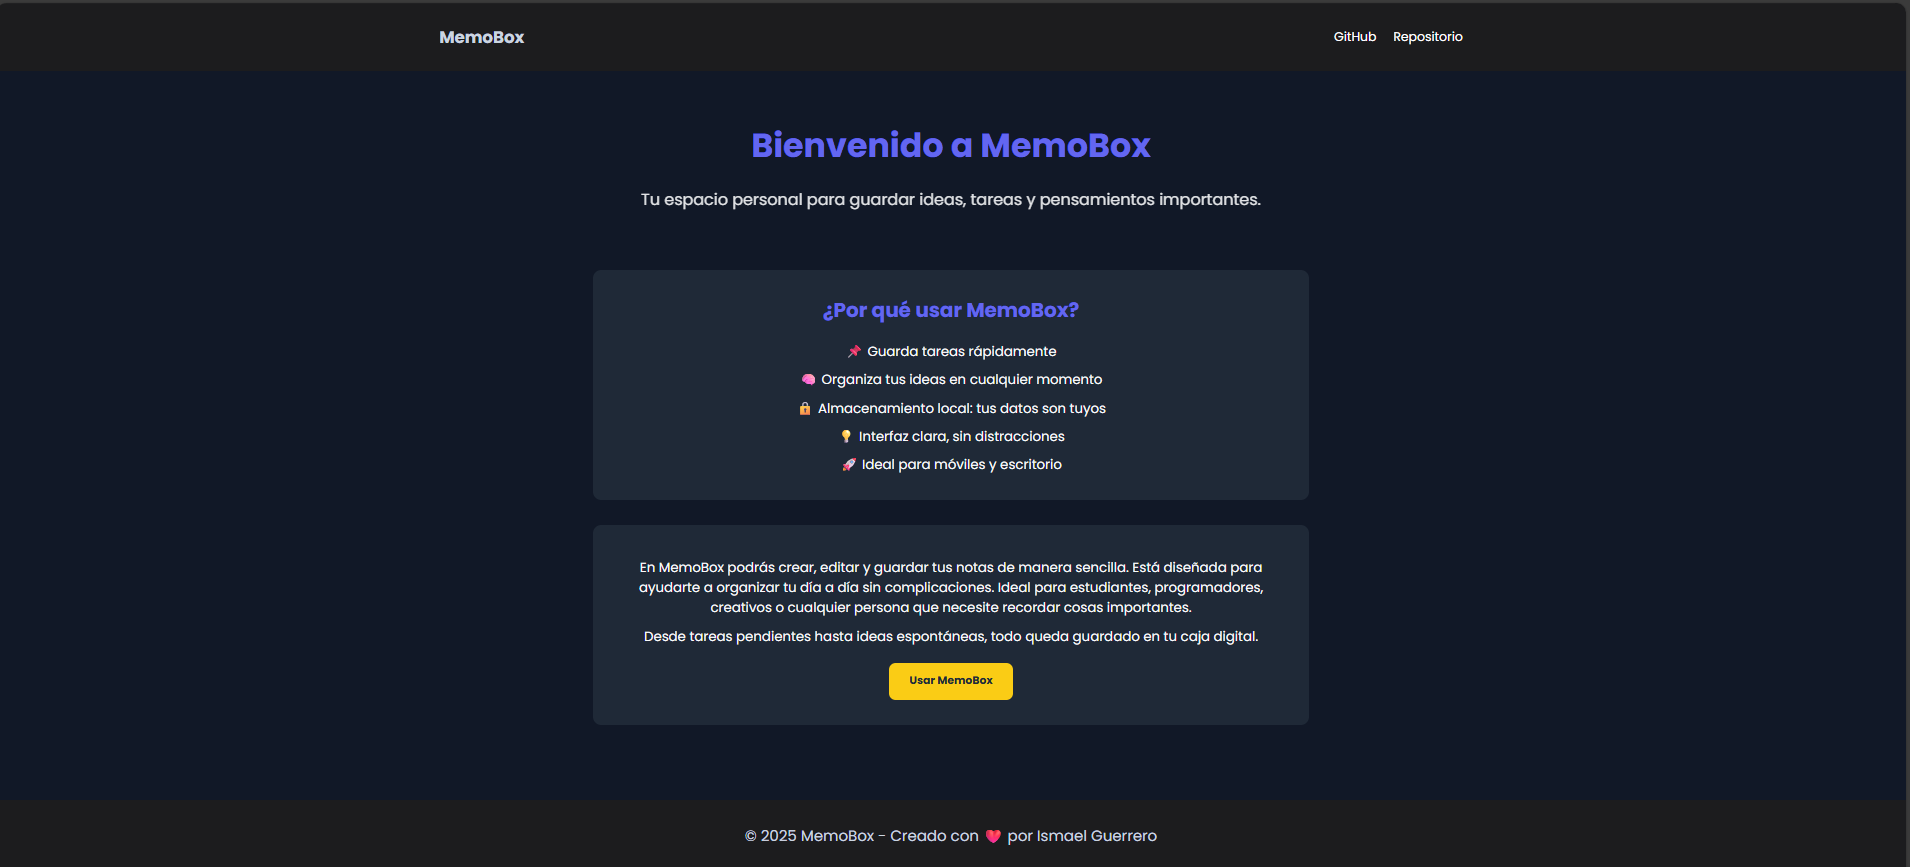 MemoBox
GitHub Repositorio
Bienvenido a MemoBox
Tu espacio personal para guardar ideas, tareas y pensamientos importantes.
¿Por qué usar MemoBox?
📌 Guarda tareas rápidamente
🧠 Organiza tus ideas en cualquier momento
🔒 Almacenamiento local: tus datos son tuyos
💡 Interfaz clara, sin distracciones
🚀 Ideal para móviles y escritorio
En MemoBox podrás crear, editar y guardar tus notas de manera sencilla. Está diseñada para
ayudarte a organizar tu día a día sin complicaciones. Ideal para estudiantes, programadores,
creativos o cualquier persona que necesite recordar cosas importantes.
Desde tareas pendientes hasta ideas espontáneas, todo queda guardado en tu caja digital.
Usar MemoBox
© 2025 MemoBox - Creado con ❤️ por Ismael Guerrero